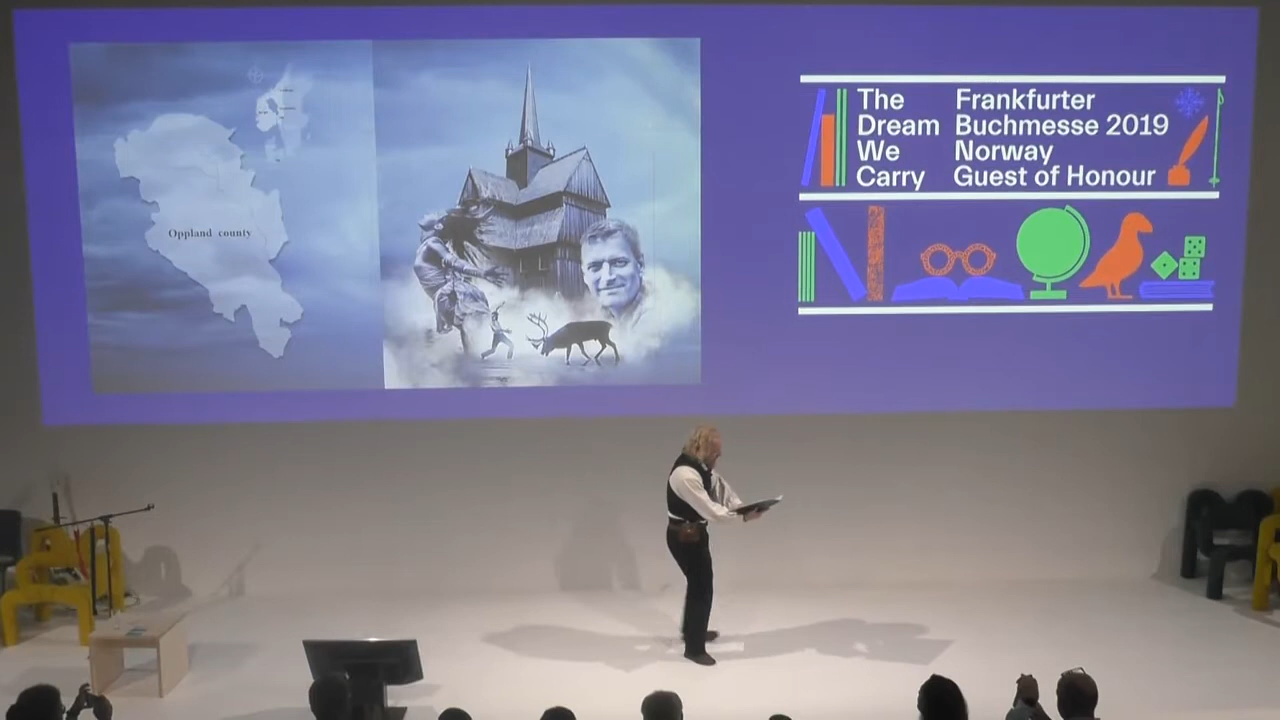 Oppland county
The Dream We Carry
Frankfurter Buchmesse 2019 Norway Guest of Honour